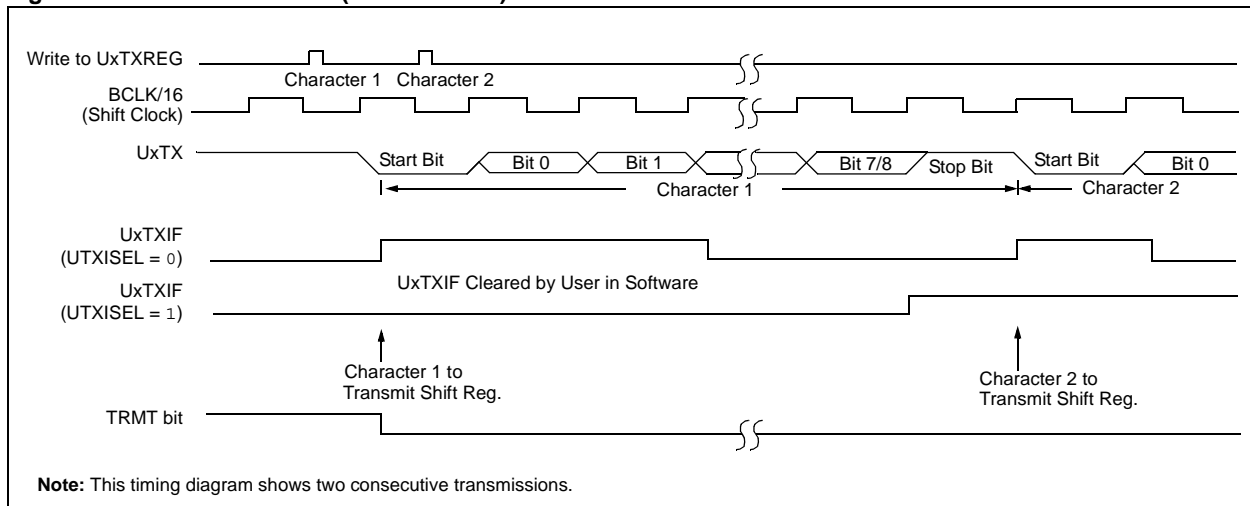 Write to UxTXREG
Character 1 Character 2
BCLK/16
(Shift Clock)
UxTX
Start Bit Bit 0 Bit 1 Bit 7/8 Stop Bit Start Bit Bit 0
Character 1 Character 2
UxTXIF
(UTXISEL = 0)
UxTXIF Cleared by User in Software
UxTXIF
(UTXISEL = 1)
Character 1 to
Transmit Shift Reg.
Character 2 to
Transmit Shift Reg.
TRMT bit
Note: This timing diagram shows two consecutive transmissions.